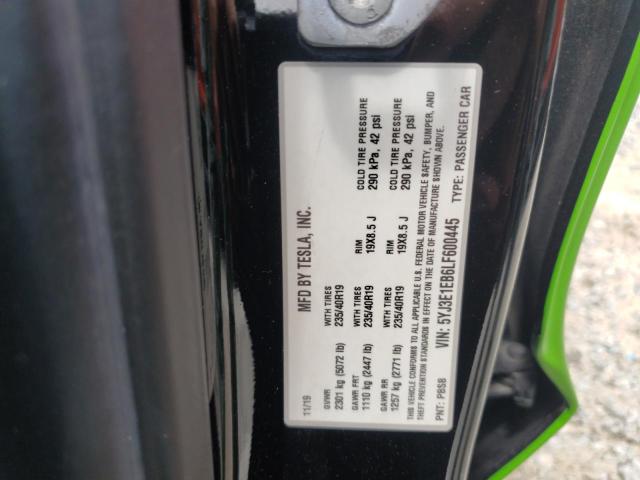 MFD BY TESLA, INC.
11/19
GVWR
2301 kg (5072 lb)
WITH TIRES
235/40R19
RIM
19X8.5 J
COLD TIRE PRESSURE
290 kPa, 42 psi
GAWR FRT
1110 kg (2447 lb)
WITH TIRES
235/40R19
RIM
19X8.5 J
COLD TIRE PRESSURE
290 kPa, 42 psi
GAWR RR
1257 kg (2771 lb)
WITH TIRES
235/40R19
THIS VEHICLE CONFORMS TO ALL APPLICABLE U.S. FEDERAL MOTOR VEHICLE SAFETY, BUMPER, AND
THEFT PREVENTION STANDARDS IN EFFECT ON THE DATE OF MANUFACTURE SHOWN ABOVE.
PNT: PBSB
VIN: 5YJ3E1EB6LF600445
TYPE: PASSENGER CAR